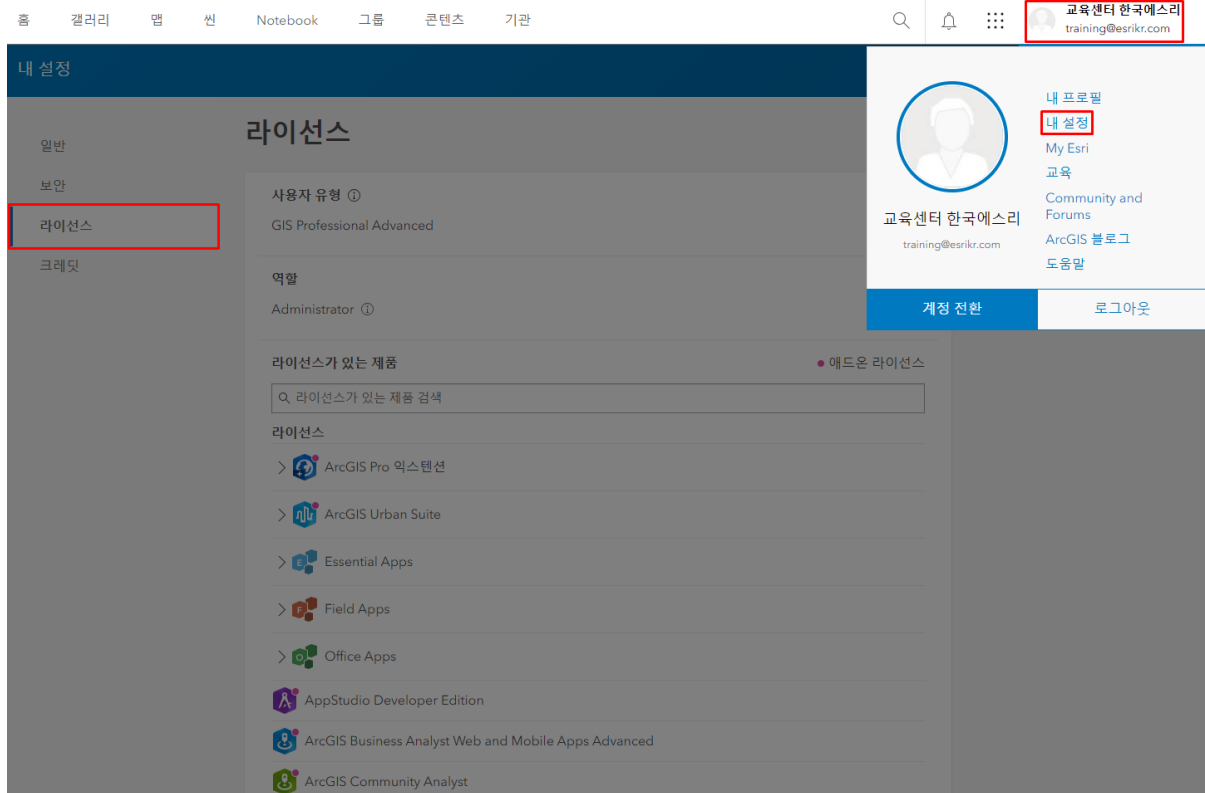 홈 갤러리 맵 씬 Notebook 그룹 콘텐츠 기관
교육센터 한국에스리
training@esrikr.com
내 설정
일반
보안
라이선스
크레딧
라이선스
사용자 유형
GIS Professional Advanced
역할
Administrator
라이선스가 있는 제품 애드온 라이선스
라이선스가 있는 제품 검색
라이선스
ArcGIS Pro 익스텐션
ArcGIS Urban Suite
Essential Apps
Field Apps
Office Apps
AppStudio Developer Edition
ArcGIS Business Analyst Web and Mobile Apps Advanced
ArcGIS Community Analyst
교육센터 한국에스리
training@esrikr.com
내 프로필
내 설정
My Esri
교육
Community and
Forums
ArcGIS 블로그
도움말
계정 전환 로그아웃